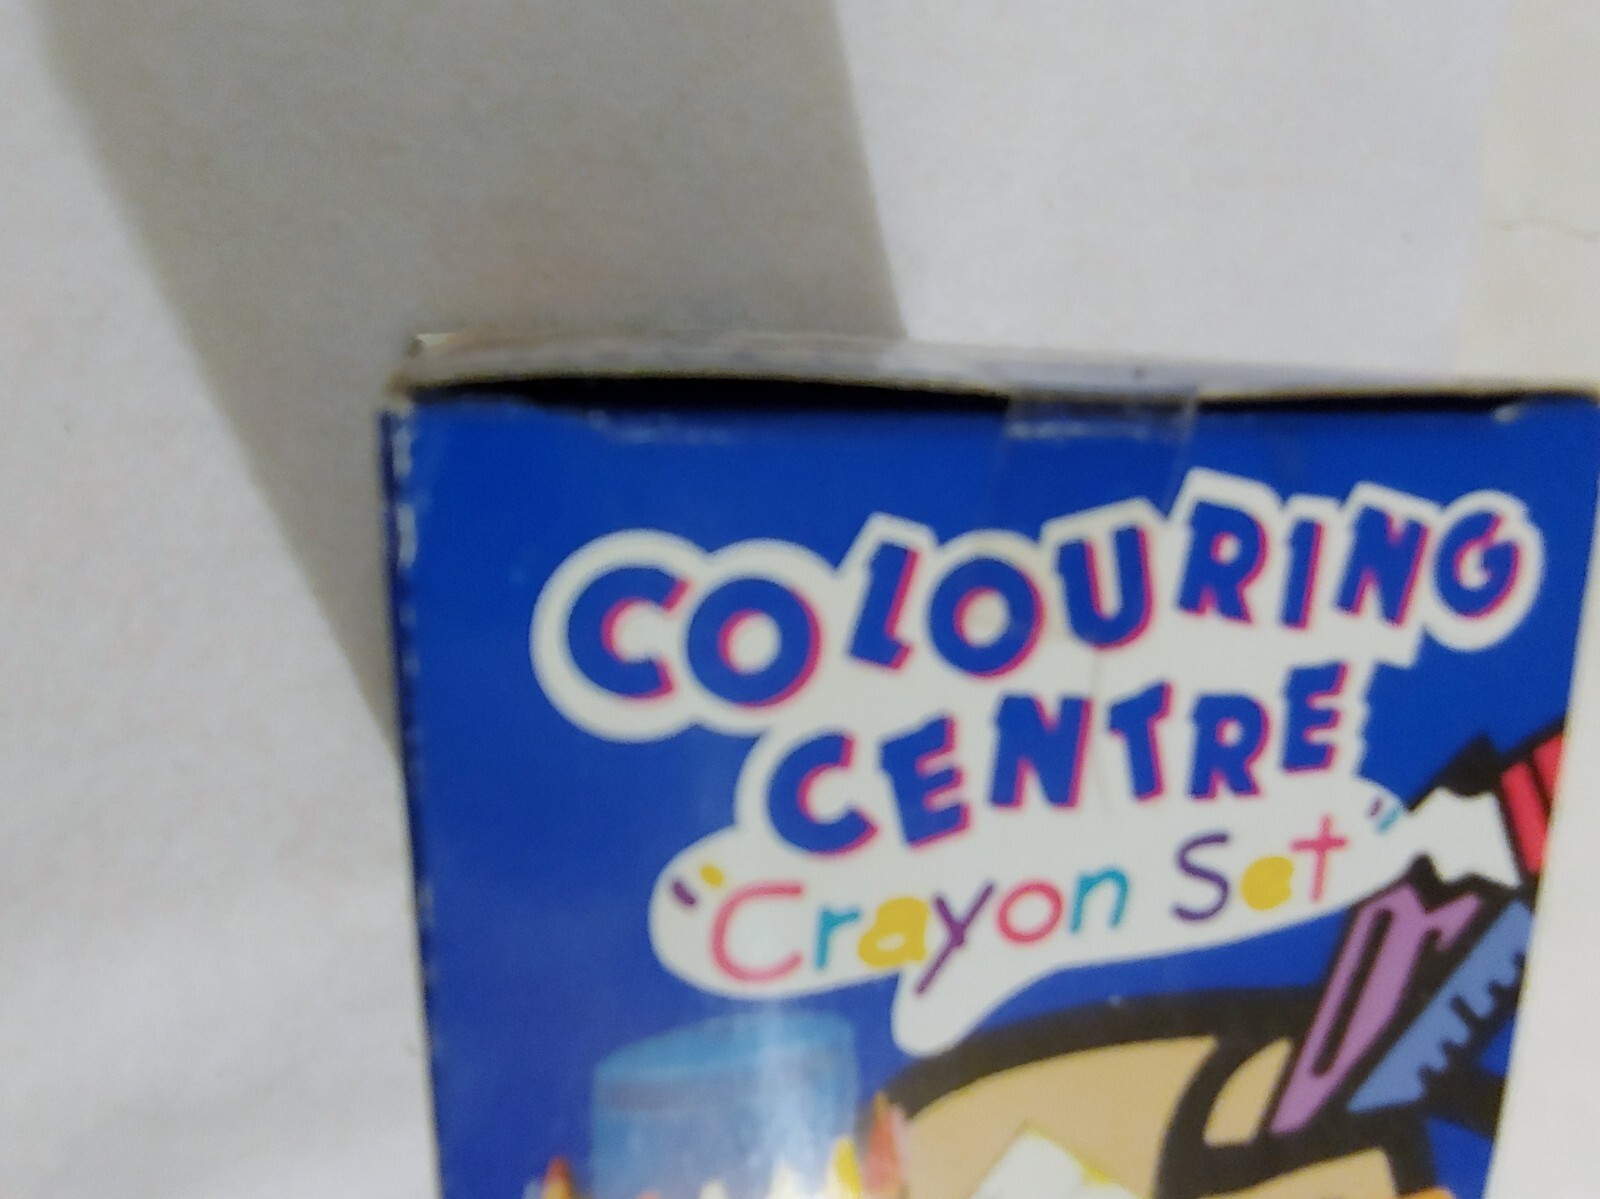 COLOURING
CENTRE
"Crayon Set"